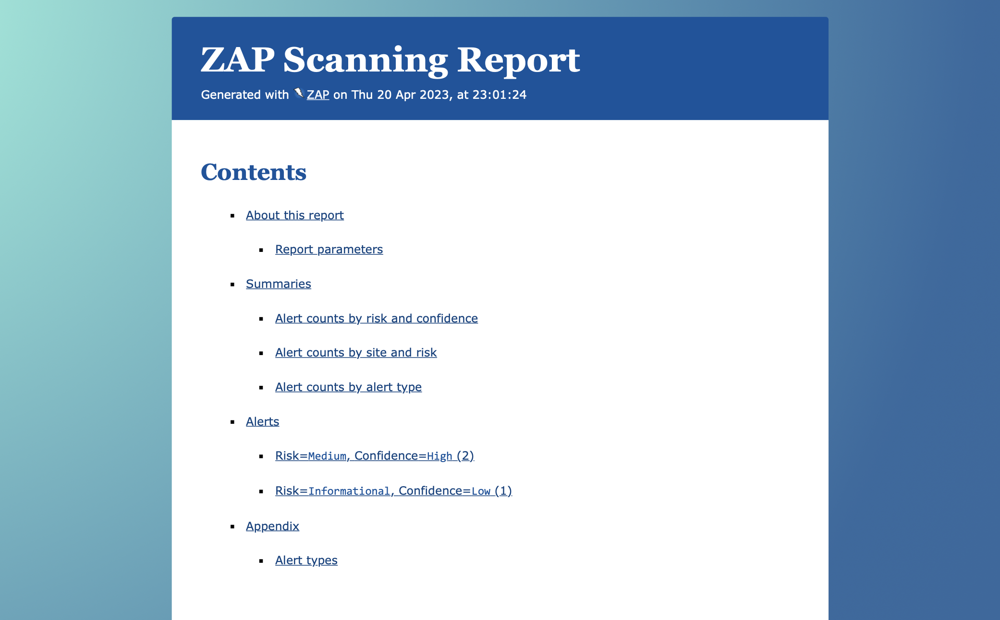 ZAP Scanning Report
Generated with ZAP on Thu 20 Apr 2023, at 23:01:24
Contents
About this report
Report parameters
Summaries
Alert counts by risk and confidence
Alert counts by site and risk
Alert counts by alert type
Alerts
Risk=Medium, Confidence=High (2)
Risk=Informational, Confidence=Low (1)
Appendix
Alert types